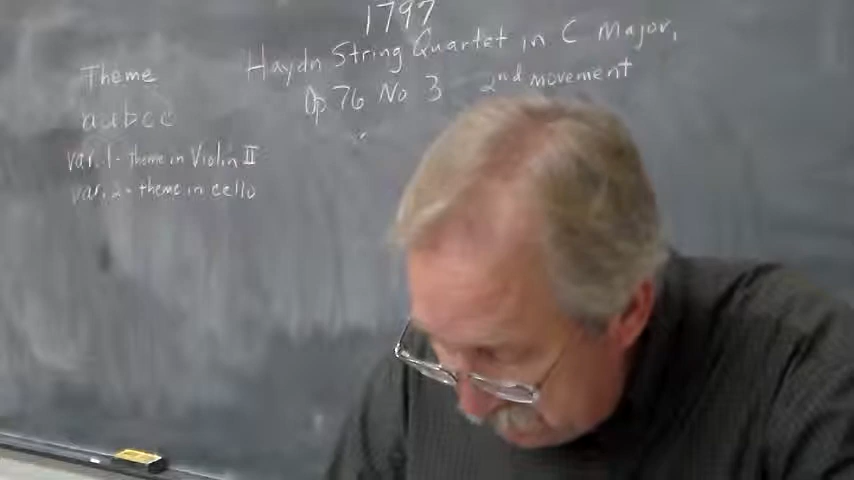 1797
Haydn String Quartet in C Major,
Op 76 No 3 2nd movement
Theme
aabcc
var. 1 - theme in Violin II
var. 2 - theme in cello